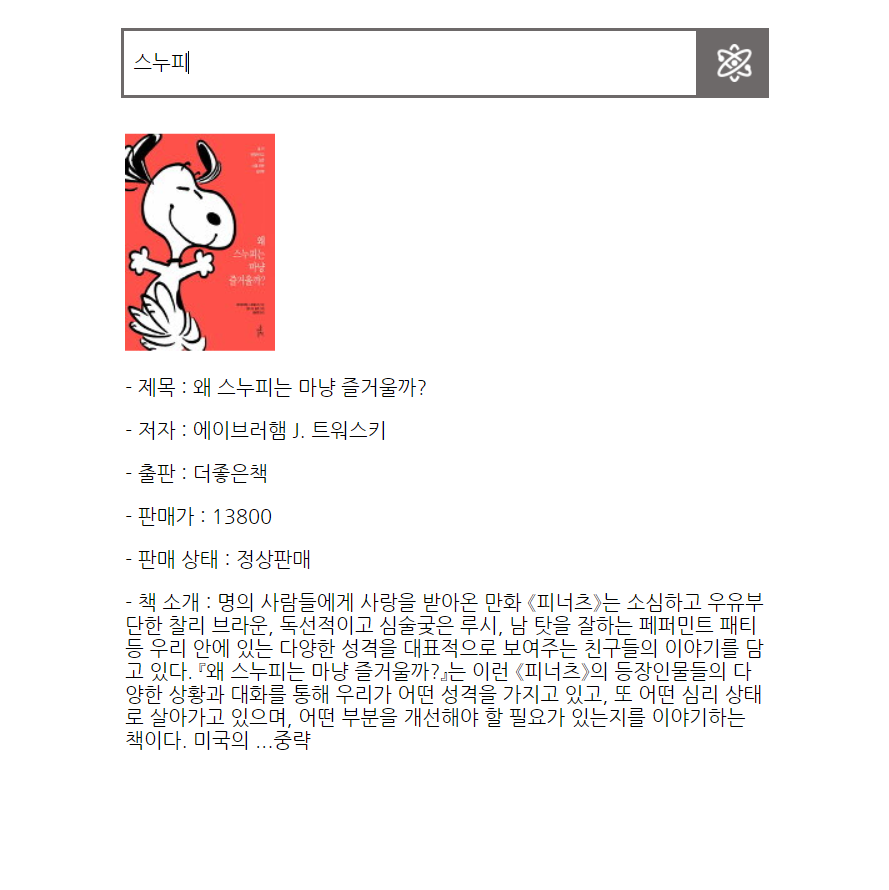 스누피
왜
스누피는
마냥
즐거울까?
- 제목 : 왜 스누피는 마냥 즐거울까?
- 저자 : 에이브러햄 J. 트워스키
- 출판 : 더좋은책
- 판매가 : 13800
- 판매 상태 : 정상판매
- 책 소개 : 명의 사람들에게 사랑을 받아온 만화 《피너츠》는 소심하고 우유부
단한 찰리 브라운, 독선적이고 심술궂은 루시, 남 탓을 잘하는 페퍼민트 패티
등 우리 안에 있는 다양한 성격을 대표적으로 보여주는 친구들의 이야기를 담
고 있다. 『왜 스누피는 마냥 즐거울까?』는 이런 《피너츠》의 등장인물들의 다
양한 상황과 대화를 통해 우리가 어떤 성격을 가지고 있고, 또 어떤 심리 상태
로 살아가고 있으며, 어떤 부분을 개선해야 할 필요가 있는지를 이야기하는
책이다. 미국의 ...중략